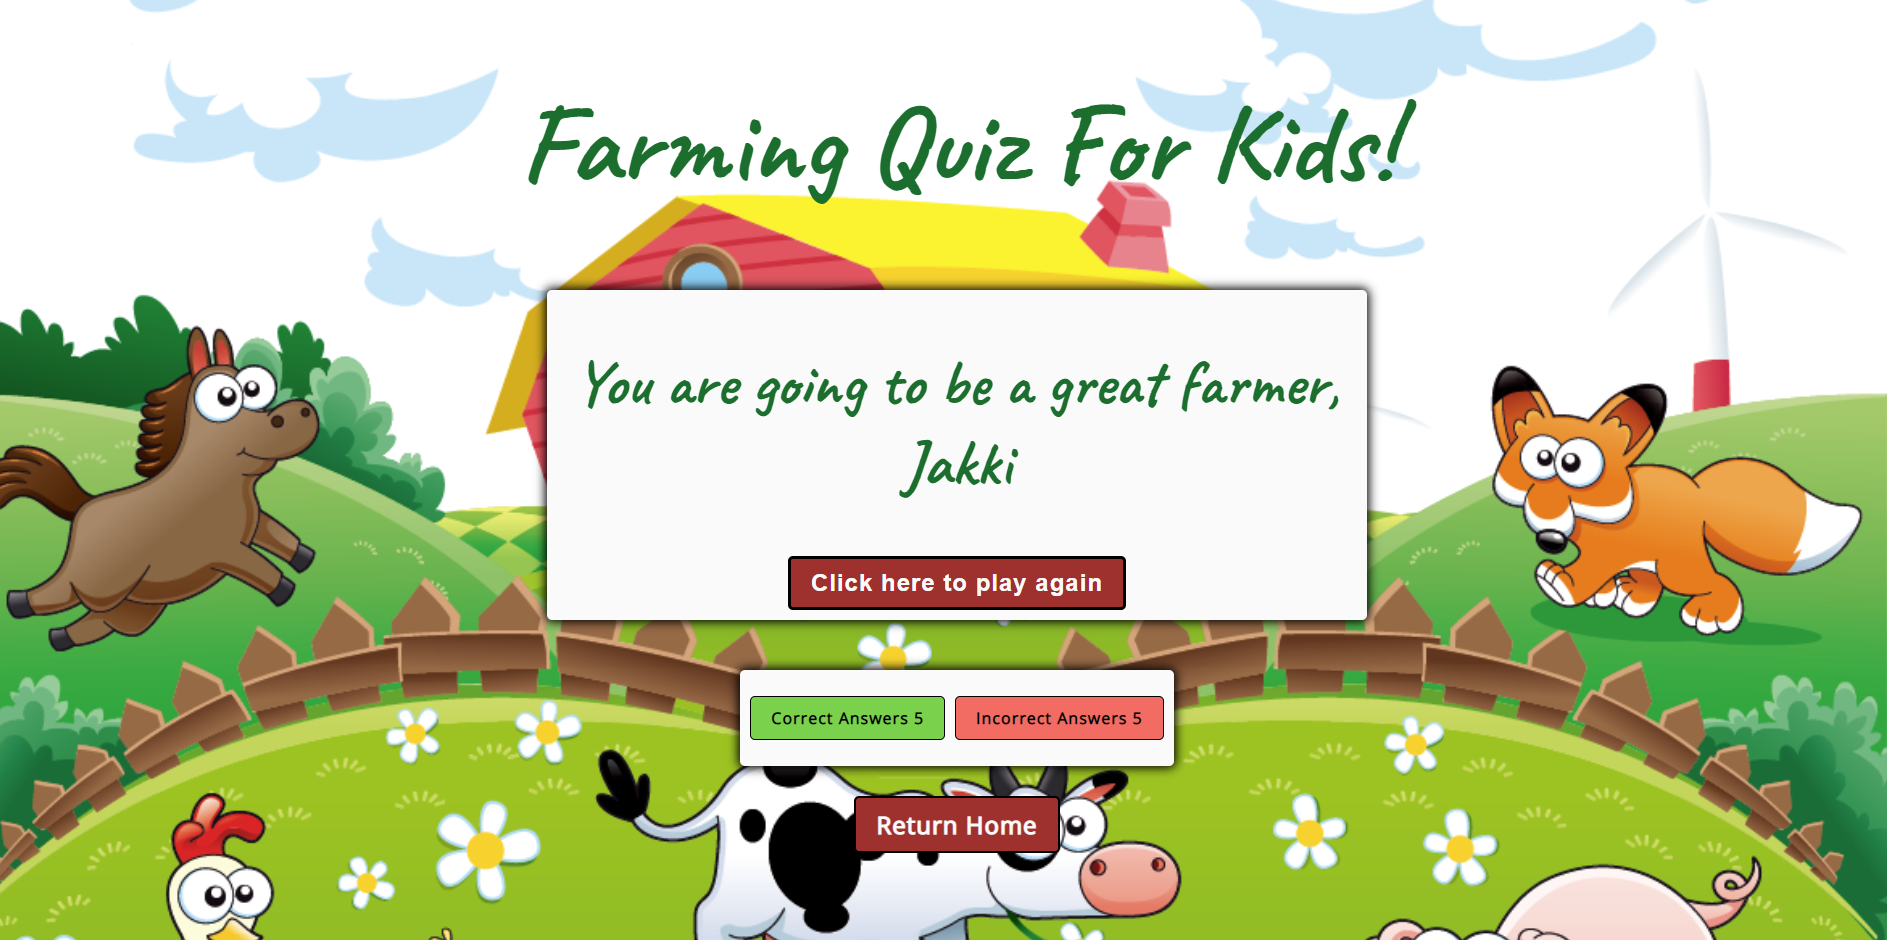 Farming Quiz For Kids!
You are going to be a great farmer,
Jakki
Click here to play again
Correct Answers 5
Incorrect Answers 5
Return Home